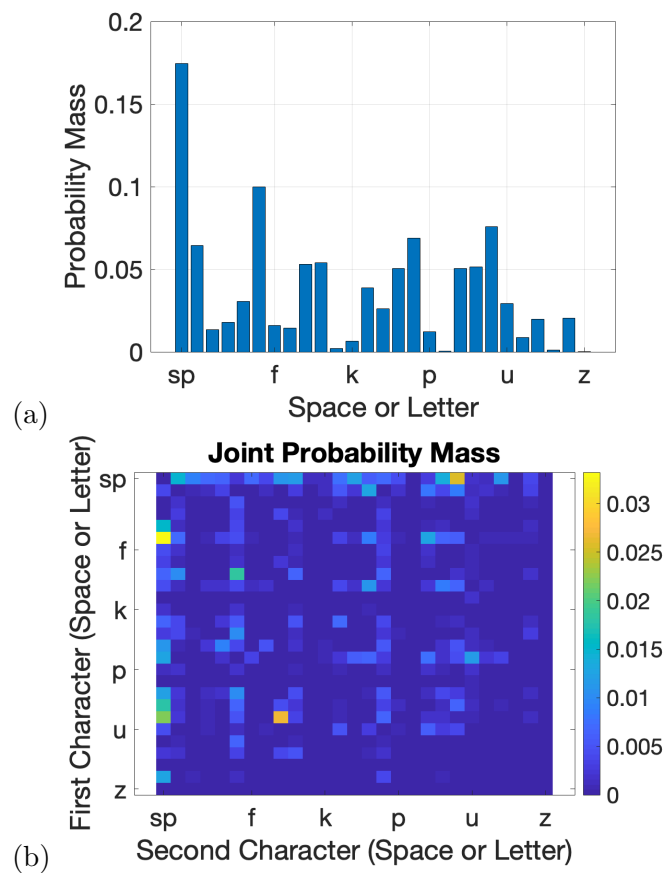 0.2
0.15
0.1
0.05
0
Probability Mass
sp f k p u z
Space or Letter
(a)
Joint Probability Mass
sp
f
k
p
u
z
First Character (Space or Letter)
sp f k p u z
Second Character (Space or Letter)
0.03
0.025
0.02
0.015
0.01
0.005
0
(b)